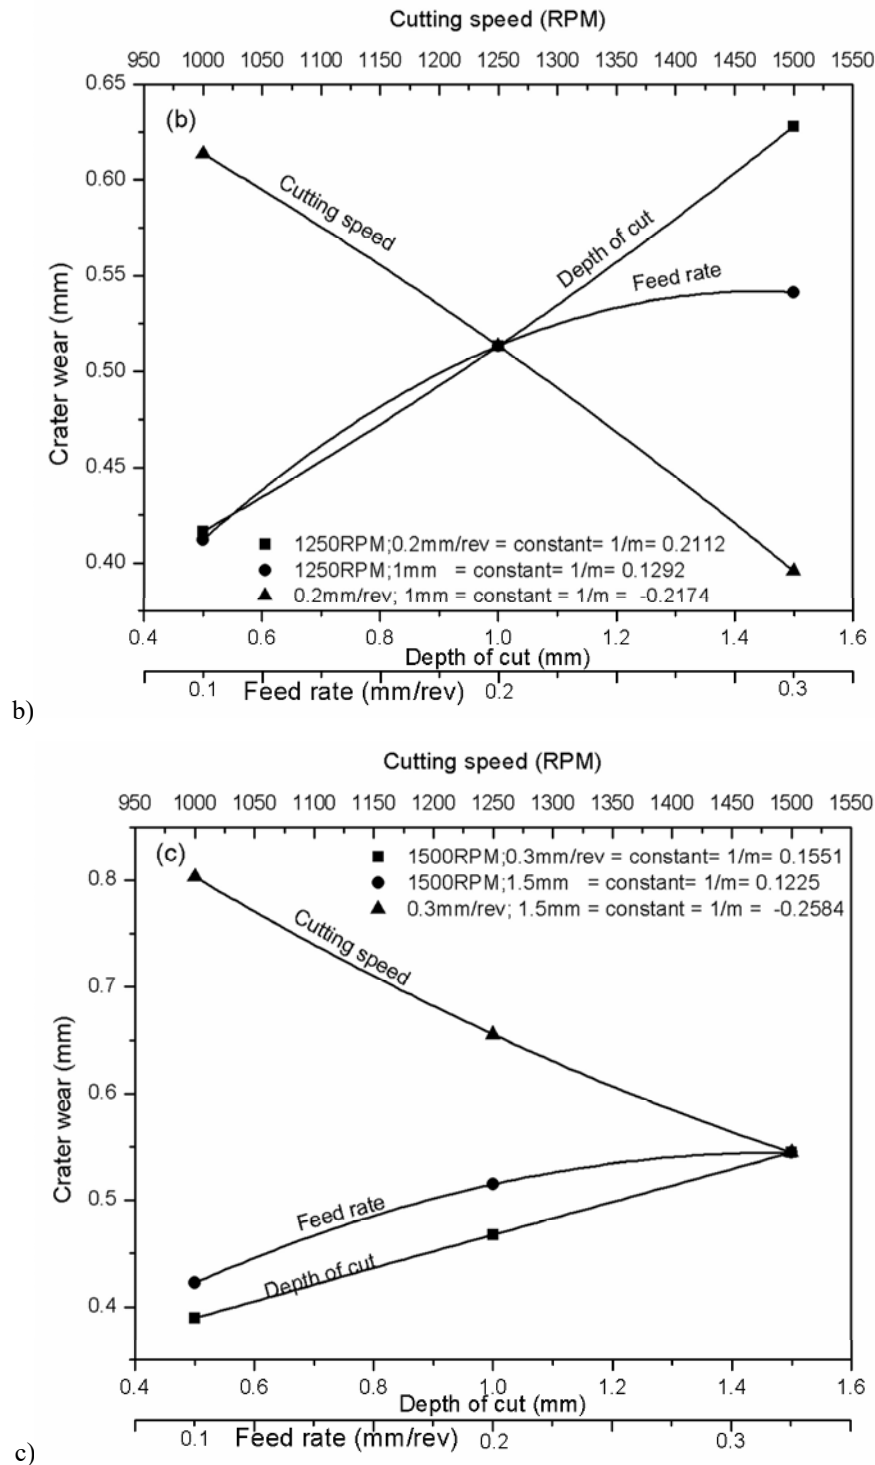 Cutting speed (RPM)
950 1000 1050 1100 1150 1200 1250 1300 1350 1400 1450 1500 1550
0.65
(b)
0.60
Cutting speed
Depth of cut
0.55
Feed rate
Crater wear (mm)
0.50
0.45
1250RPM;0.2mm/rev = constant= 1/m= 0.2112
1250RPM;1mm = constant= 1/m= 0.1292
0.40
0.2mm/rev; 1mm = constant = 1/m = -0.2174
0.4 0.6 0.8 1.0 1.2 1.4 1.6
Depth of cut (mm)
0.1 Feed rate (mm/rev) 0.2 0.3
b)
Cutting speed (RPM)
950 1000 1050 1100 1150 1200 1250 1300 1350 1400 1450 1500 1550
(c)
1500RPM;0.3mm/rev = constant= 1/m= 0.1551
0.8
1500RPM;1.5mm = constant= 1/m= 0.1225
0.3mm/rev; 1.5mm = constant = 1/m = -0.2584
Cutting speed
0.7
Crater wear (mm)
0.6
0.5
Feed rate
Depth of cut
0.4
0.4 0.6 0.8 1.0 1.2 1.4 1.6
Depth of cut (mm)
0.1 Feed rate (mm/rev) 0.2 0.3
c)